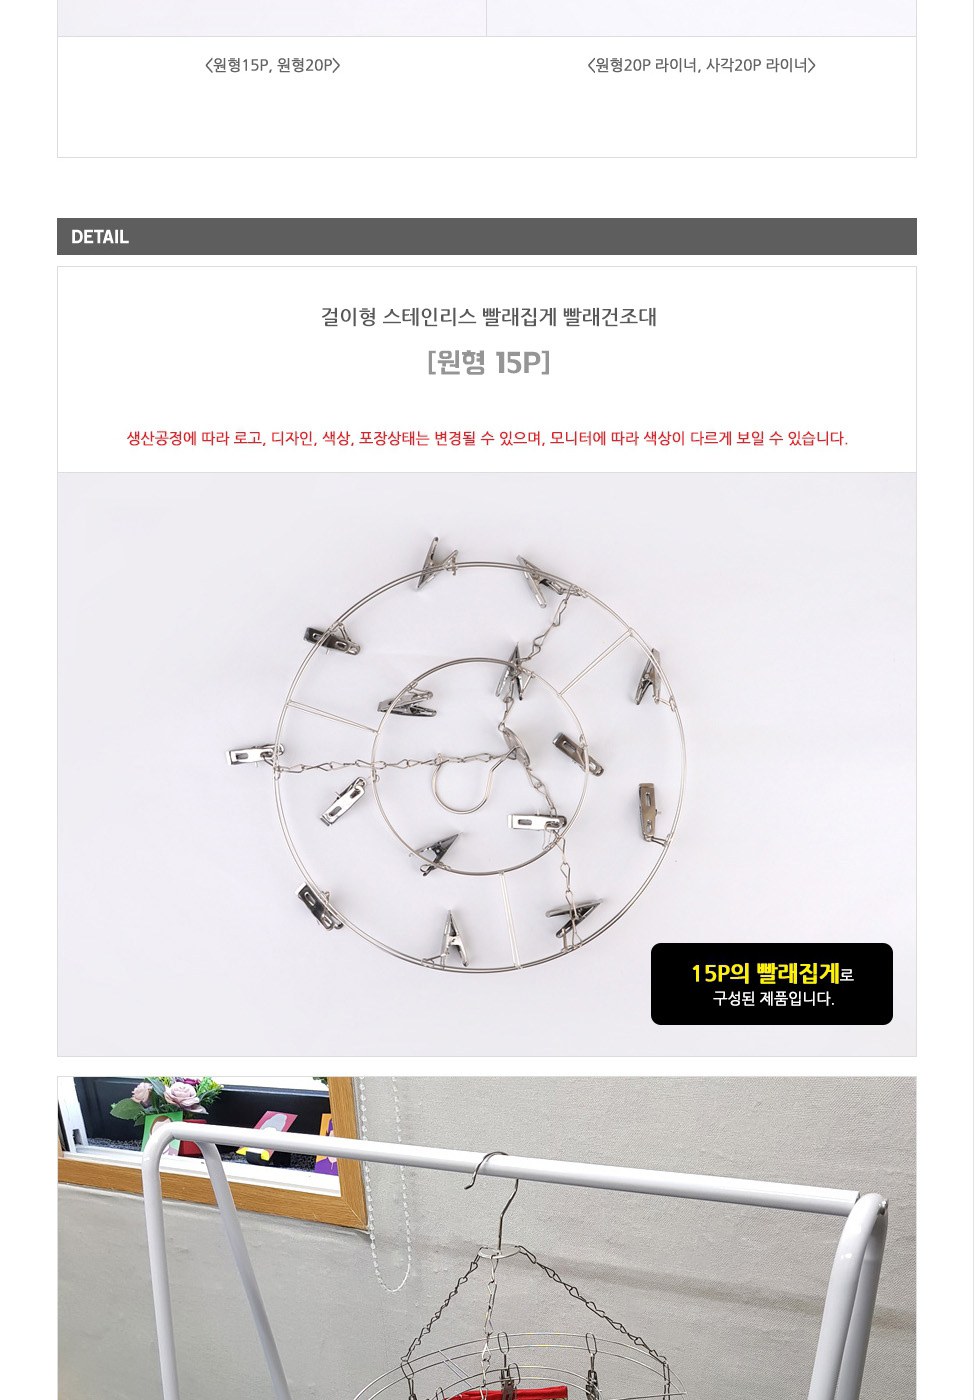 <원형15P, 원형20P>
<원형20P 라이너, 사각20P 라이너>
DETAIL
걸이형 스테인리스 빨래집게 빨래건조대
[원형 15P]
생산공정에 따라 로고, 디자인, 색상, 포장상태는 변경될 수 있으며, 모니터에 따라 색상이 다르게 보일 수 있습니다.
15P의 빨래집게로
구성된 제품입니다.